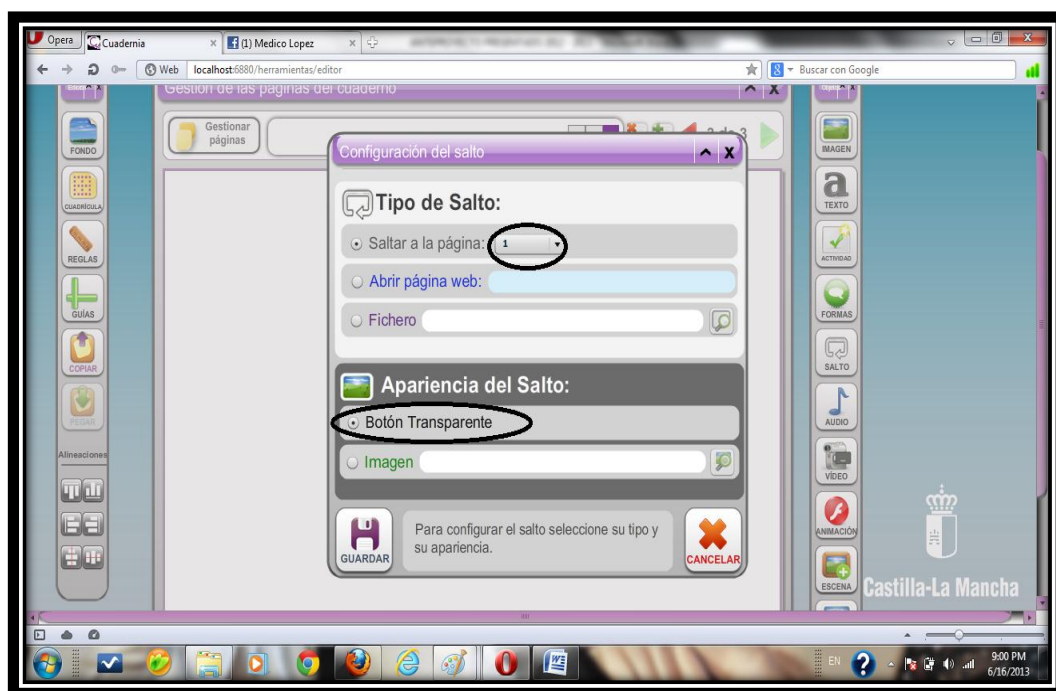 Opera
Cuadernia
(1) Medico Lopez
Web
localhost:6880/herramientas/editor
Buscar con Google
Gestión de las páginas del cuaderno
X
Gestionar
páginas
3
FONDO
CUADRÍCULA
REGLAS
GUÍAS
COPIAR
PEGAR
Alineaciones
Configuración del salto
X
Tipo de Salto:
Saltar a la página: 1
Abrir página web:
Fichero
Apariencia del Salto:
Botón Transparente
Imagen
GUARDAR
Para configurar el salto seleccione su tipo y
su apariencia.
CANCELAR
IMAGEN
a
TEXTO
ACTIVIDAD
FORMAS
SALTO
AUDIO
VÍDEO
ANIMACIÓN
ESCENA
Castilla-La Mancha
EN
9:00 PM
6/16/2013